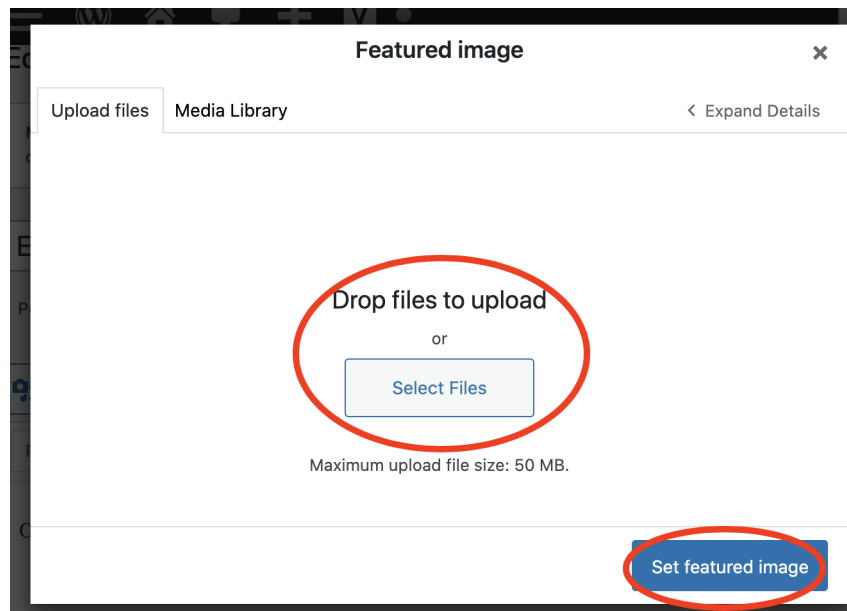 Featured image
×
Upload files Media Library < Expand Details
Drop files to upload
or
Select Files
Maximum upload file size: 50 MB.
Set featured image